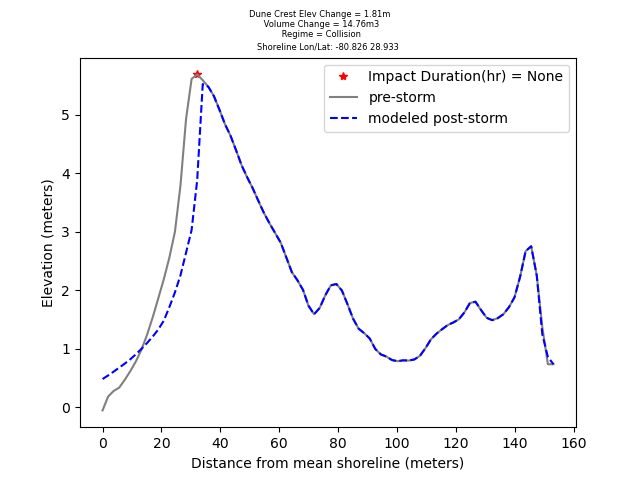 Dune Crest Elev Change = 1.81m
Volume Change = 14.76m3
Regime = Collision
Shoreline Lon/Lat: -80.826 28.933
Impact Duration(hr) = None
pre-storm
modeled post-storm
Elevation (meters)
5
4
3
2
1
0
0 20 40 60 80 100 120 140 160
Distance from mean shoreline (meters)